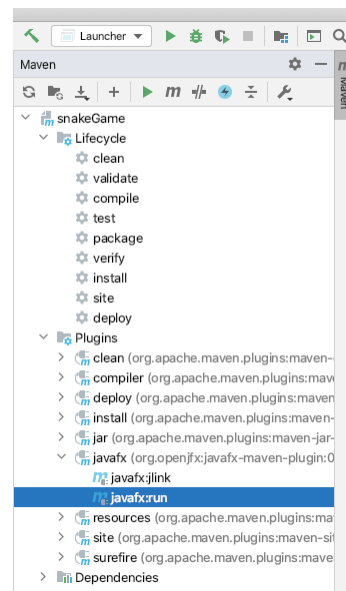 Launcher
Maven
Maven
snakeGame
Lifecycle
clean
validate
compile
test
package
verify
install
site
deploy
Plugins
clean (org.apache.maven.plugins:maven-
compiler (org.apache.maven.plugins:mave
deploy (org.apache.maven.plugins:maven
install (org.apache.maven.plugins:maven-
jar (org.apache.maven.plugins:maven-jar-
javafx (org.openjfx:javafx-maven-plugin:0
javafx:jlink
javafx:run
resources (org.apache.maven.plugins:ma
site (org.apache.maven.plugins:maven-sit
surefire (org.apache.maven.plugins:mave
Dependencies